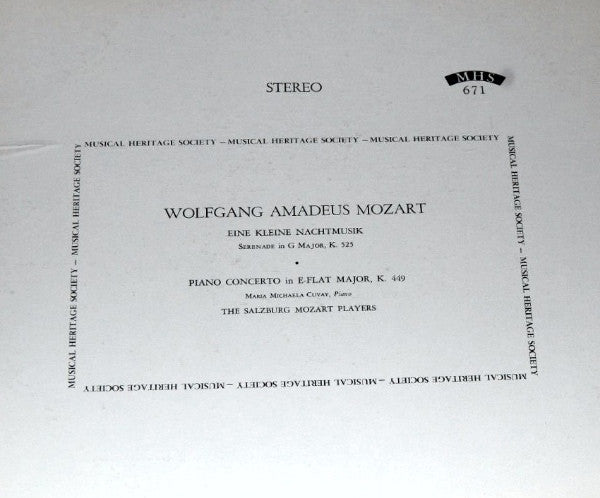 STEREO
MHS
671
MUSICAL HERITAGE SOCIETY – MUSICAL HERITAGE SOCIETY – MUSICAL HERITAGE SOCIETY
MUSICAL HERITAGE SOCIETY – MUSICAL HERITAGE SOCIETY
MUSICAL HERITAGE SOCIETY – MUSICAL HERITAGE SOCIETY
WOLFGANG AMADEUS MOZART
EINE KLEINE NACHTMUSIK
SERENADE in G MAJOR, K. 525
•
PIANO CONCERTO in E-FLAT MAJOR, K. 449
MARIA MICHAELA CUVAY, Piano
THE SALZBURG MOZART PLAYERS
MUSICAL HERITAGE SOCIETY – MUSICAL HERITAGE SOCIETY – MUSICAL HERITAGE SOCIETY